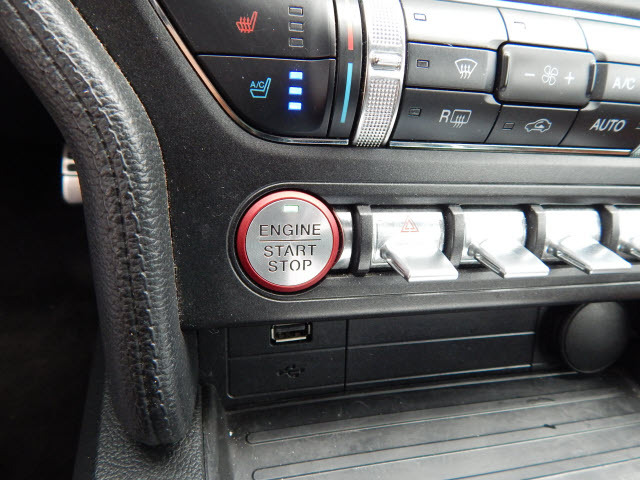 A/C
R
- +
A/C
AUTO
ENGINE
START
STOP